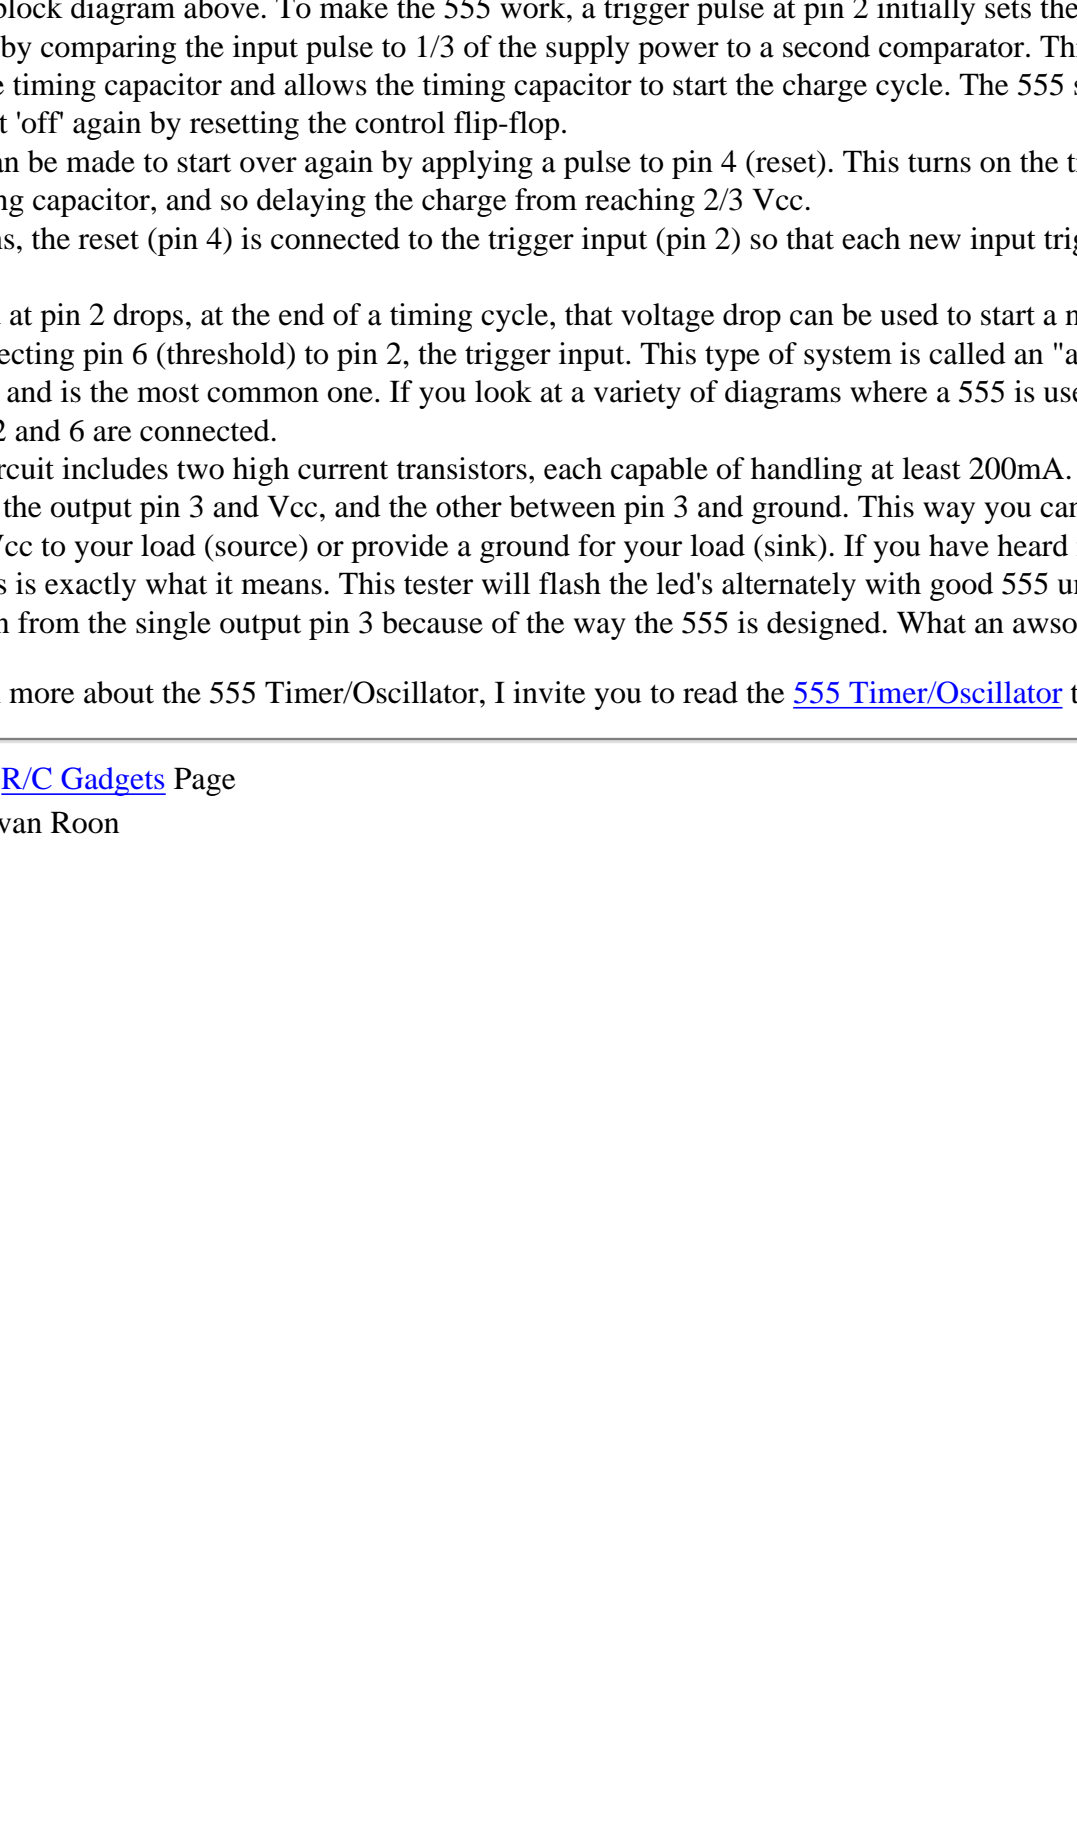 block diagram above. To make the 555 work, a trigger pulse at pin 2 initially sets the
by comparing the input pulse to 1/3 of the supply power to a second comparator. Thi
timing capacitor and allows the timing capacitor to start the charge cycle. The 555
'off' again by resetting the control flip-flop.
be made to start over again by applying a pulse to pin 4 (reset). This turns on the
capacitor, and so delaying the charge from reaching 2/3 Vcc.
the reset (pin 4) is connected to the trigger input (pin 2) so that each new input trig
at pin 2 drops, at the end of a timing cycle, that voltage drop can be used to start a
ecting pin 6 (threshold) to pin 2, the trigger input. This type of system is called an "a
and is the most common one. If you look at a variety of diagrams where a 555 is use
2 and 6 are connected.
rcuit includes two high current transistors, each capable of handling at least 200mA.
the output pin 3 and Vcc, and the other between pin 3 and ground. This way you can
Vcc to your load (source) or provide a ground for your load (sink). If you have heard
s is exactly what it means. This tester will flash the led's alternately with good 555 u
from the single output pin 3 because of the way the 555 is designed. What an awso
more about the 555 Timer/Oscillator, I invite you to read the 555 Timer/Oscillator t
R/C Gadgets Page
van Roon